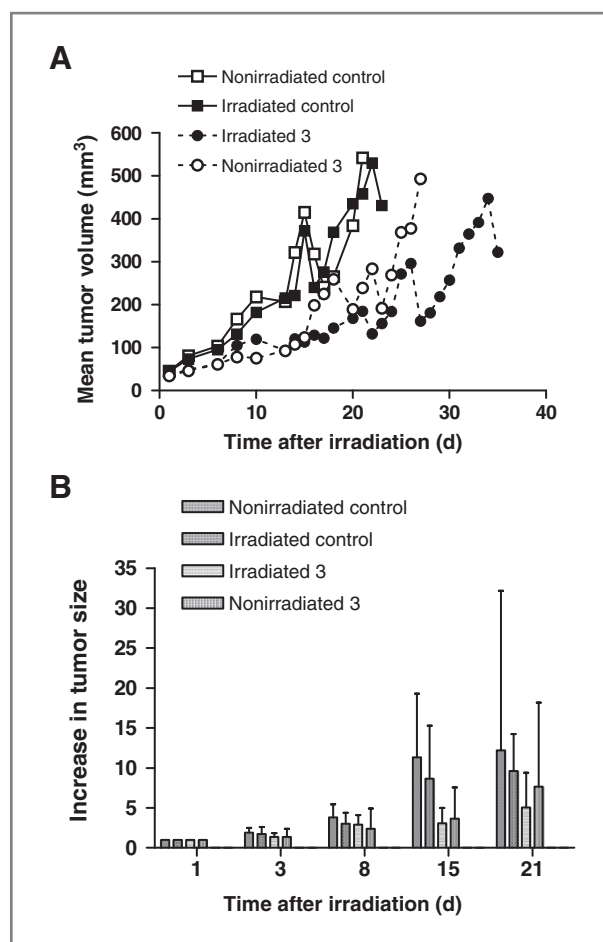 A
Nonirradiated control
Irradiated control
Irradiated 3
Nonirradiated 3
Mean tumor volume (mm³)
600
500
400
300
200
100
0
0 10 20 30 40
Time after irradiation (d)
B
Nonirradiated control
Irradiated control
Irradiated 3
Nonirradiated 3
Increase in tumor size
35
30
25
20
15
10
5
0
1 3 8 15 21
Time after irradiation (d)